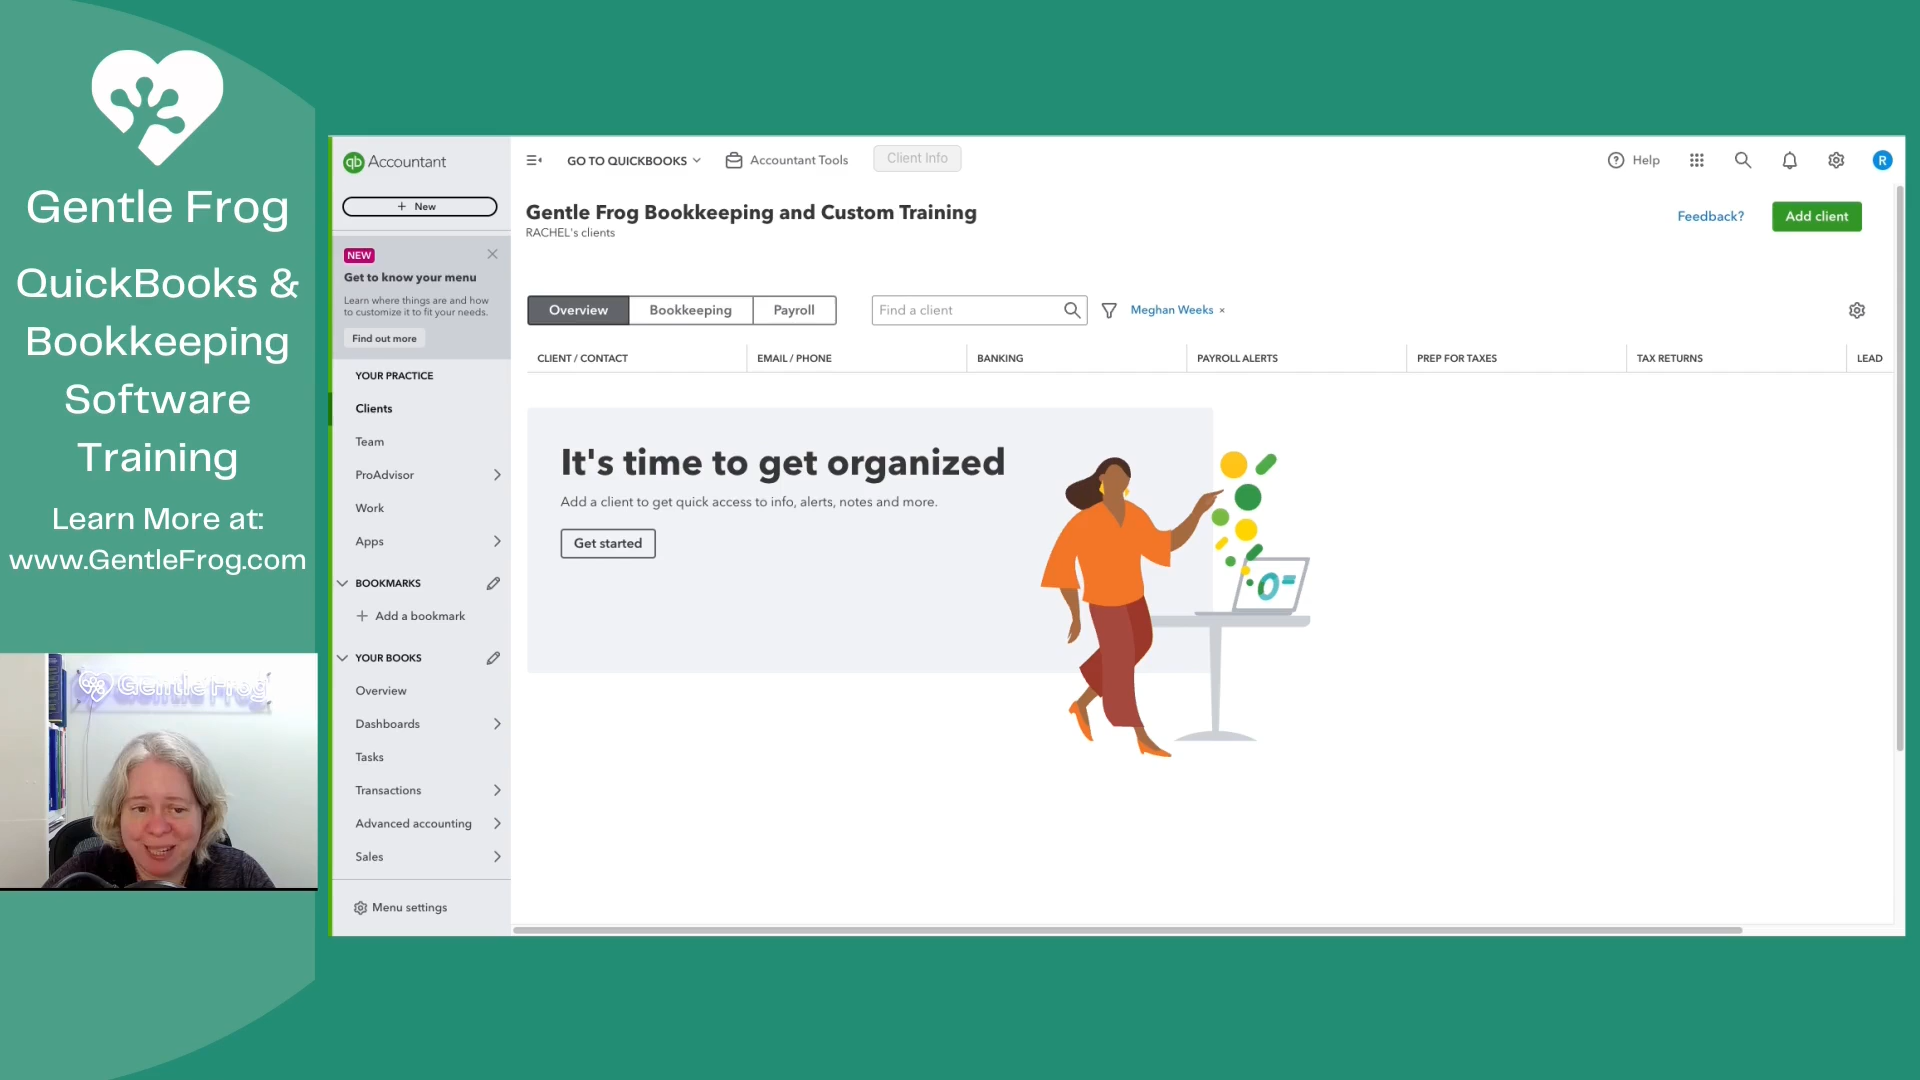 Gentle Frog
QuickBooks &
Bookkeeping
Software
Training
Learn More at:
www.GentleFrog.com
Gentle Frog
qb Accountant
+ New
NEW
Get to know your menu
Learn where things are and how
to customize it to fit your needs.
Find out more
YOUR PRACTICE
Clients
Team
ProAdvisor
Work
Apps
BOOKMARKS
+ Add a bookmark
YOUR BOOKS
Overview
Dashboards
Tasks
Transactions
Advanced accounting
Sales
Menu settings
GO TO QUICKBOOKS
Accountant Tools
Client Info
? Help
R
Gentle Frog Bookkeeping and Custom Training
RACHEL's clients
Feedback?
Add client
Overview
Bookkeeping
Payroll
Find a client
Meghan Weeks ×
CLIENT / CONTACT
EMAIL / PHONE
BANKING
PAYROLL ALERTS
PREP FOR TAXES
TAX RETURNS
LEAD
It's time to get organized
Add a client to get quick access to info, alerts, notes and more.
Get started